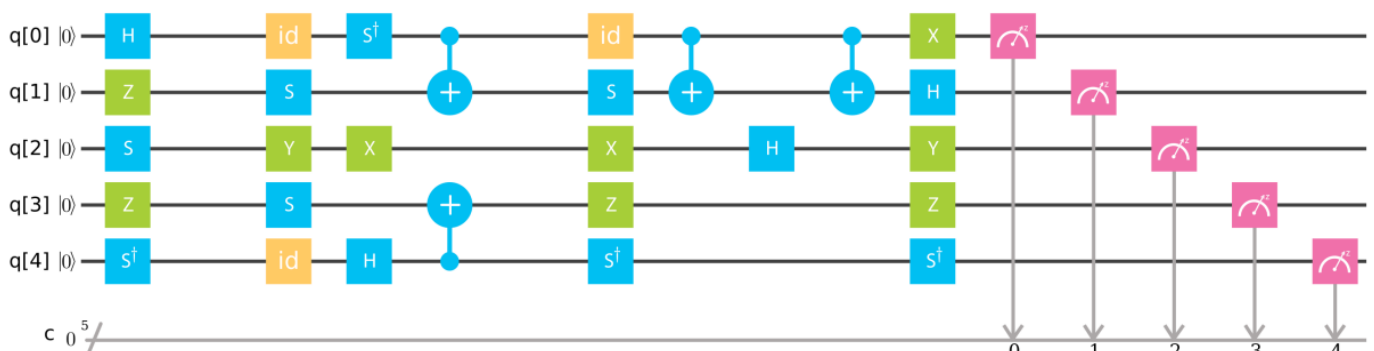 q[0] |0⟩ H id S† id X z
q[1] |0⟩ Z S S H z
q[2] |0⟩ S Y X X H Y z
q[3] |0⟩ Z S Z Z z
q[4] |0⟩ S† id H S† S† z
c 0 5
0 1 2 3 4